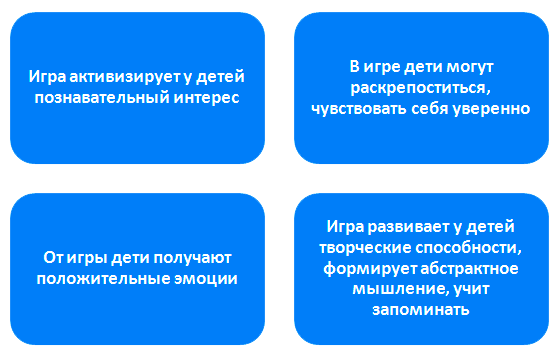 Игра активизирует у детей
познавательный интерес
В игре дети могут
раскрепоститься,
чувствовать себя уверенно
От игры дети получают
положительные эмоции
Игра развивает у детей
творческие способности,
формирует абстрактное
мышление, учит
запоминать